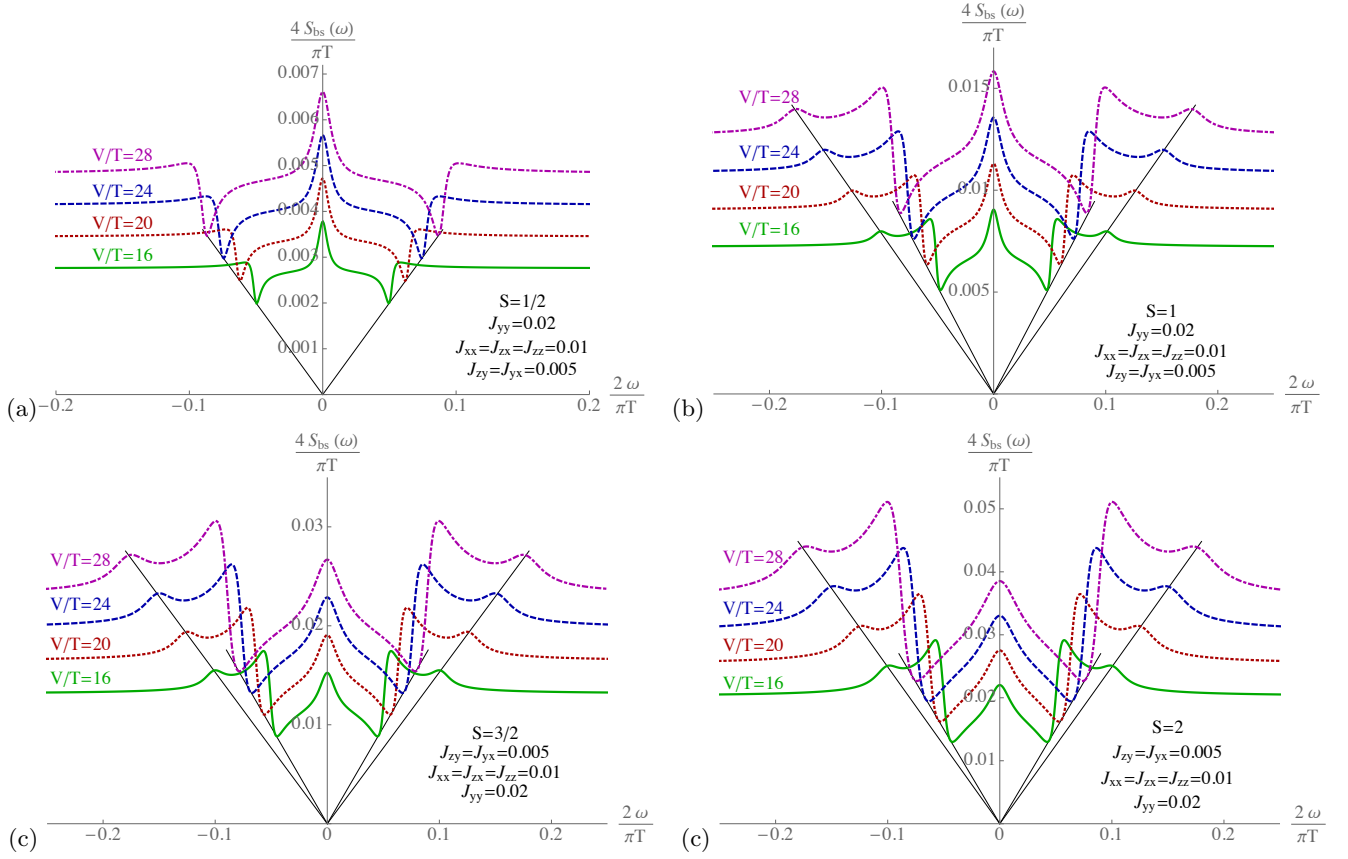 4 S_bs (ω)
πT
0.007
0.006
0.005
0.004
0.003
0.002
0.001
V/T=28
V/T=24
V/T=20
V/T=16
S=1/2
J_yy=0.02
J_xx=J_zx=J_zz=0.01
J_zy=J_yx=0.005
(a)
−0.2
−0.1
0
0.1
0.2
2 ω
πT
4 S_bs (ω)
πT
0.015
0.01
0.005
V/T=28
V/T=24
V/T=20
V/T=16
S=1
J_yy=0.02
J_xx=J_zx=J_zz=0.01
J_zy=J_yx=0.005
(b)
−0.2
−0.1
0
0.1
0.2
2 ω
πT
4 S_bs (ω)
πT
0.03
0.02
0.01
V/T=28
V/T=24
V/T=20
V/T=16
S=3/2
J_zy=J_yx=0.005
J_xx=J_zx=J_zz=0.01
J_yy=0.02
(c)
−0.2
−0.1
0
0.1
0.2
2 ω
πT
4 S_bs (ω)
πT
0.05
0.04
0.03
0.02
0.01
V/T=28
V/T=24
V/T=20
V/T=16
S=2
J_zy=J_yx=0.005
J_xx=J_zx=J_zz=0.01
J_yy=0.02
(c)
−0.2
−0.1
0
0.1
0.2
2 ω
πT